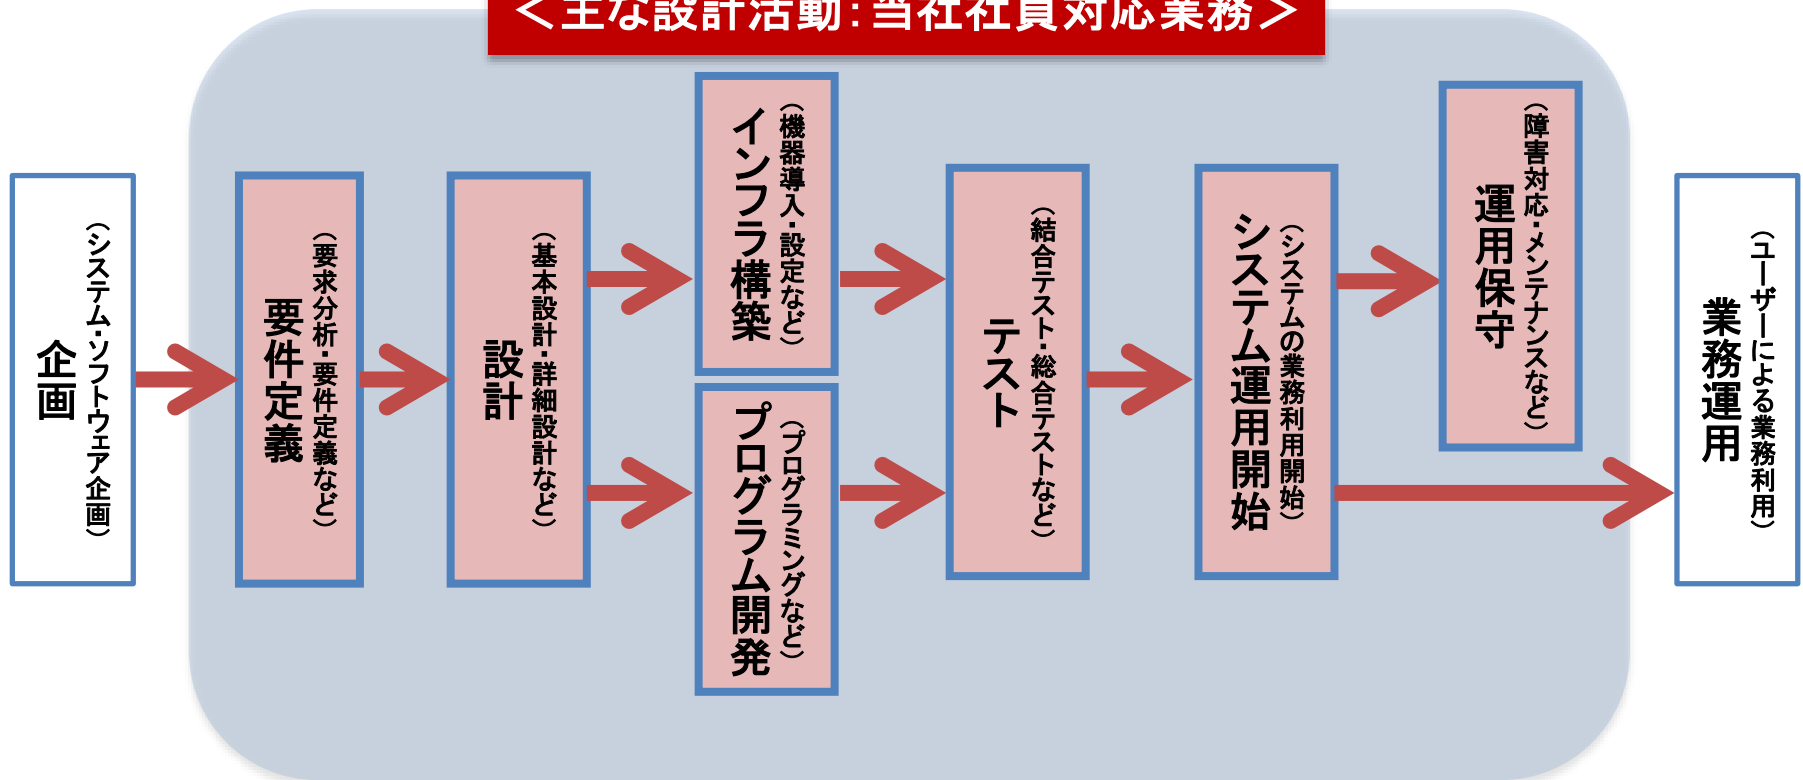 ＜主な設計活動：当社社員対応業務＞
企画
（システム・ソフトウェア企画）
要件定義
（要求分析・要件定義など）
設計
（基本設計・詳細設計など）
インフラ構築
（機器導入・設定など）
プログラム開発
（プログラミングなど）
テスト
（結合テスト・総合テストなど）
システム運用開始
（システムの業務利用開始）
運用保守
（障害対応・メンテナンスなど）
業務運用
（ユーザーによる業務利用）